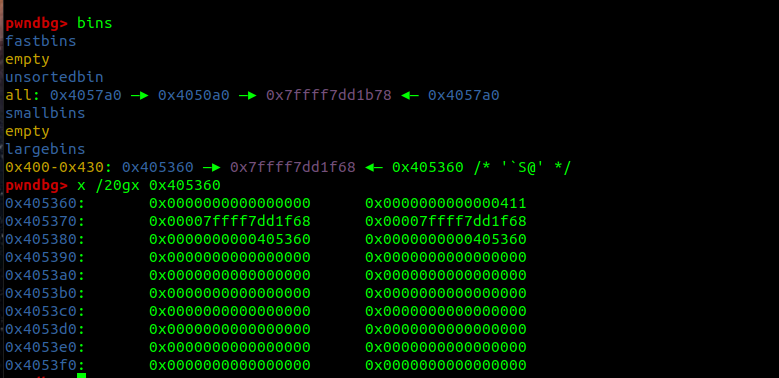 pwndbg> bins
fastbins
empty
unsortedbin
all: 0x4057a0 —▸ 0x4050a0 —▸ 0x7ffff7dd1b78 ◂— 0x4057a0
smallbins
empty
largebins
0x400-0x430: 0x405360 —▸ 0x7ffff7dd1f68 ◂— 0x405360 /* '`S@' */
pwndbg> x /20gx 0x405360
0x405360: 0x0000000000000000 0x0000000000000411
0x405370: 0x00007ffff7dd1f68 0x00007ffff7dd1f68
0x405380: 0x0000000000405360 0x0000000000405360
0x405390: 0x0000000000000000 0x0000000000000000
0x4053a0: 0x0000000000000000 0x0000000000000000
0x4053b0: 0x0000000000000000 0x0000000000000000
0x4053c0: 0x0000000000000000 0x0000000000000000
0x4053d0: 0x0000000000000000 0x0000000000000000
0x4053e0: 0x0000000000000000 0x0000000000000000
0x4053f0: 0x0000000000000000 0x0000000000000000